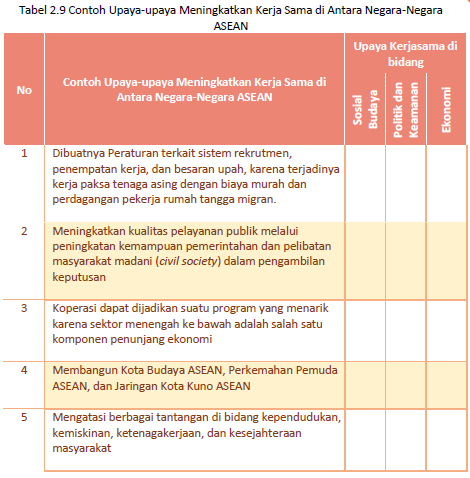 Tabel 2.9 Contoh Upaya-upaya Meningkatkan Kerja Sama di Antara Negara-Negara
ASEAN
No
Contoh Upaya-upaya Meningkatkan Kerja Sama di
Antara Negara-Negara ASEAN
Upaya Kerjasama di
bidang
Sosial
Budaya
Politik dan
Keamanan
Ekonomi
1
Dibuatnya Peraturan terkait sistem rekrutmen,
penempatan kerja, dan besaran upah, karena terjadinya
kerja paksa tenaga asing dengan biaya murah dan
perdagangan pekerja rumah tangga migran.
2
Meningkatkan kualitas pelayanan publik melalui
peningkatan kemampuan pemerintahan dan pelibatan
masyarakat madani (civil society) dalam pengambilan
keputusan
3
Koperasi dapat dijadikan suatu program yang menarik
karena sektor menengah ke bawah adalah salah satu
komponen penunjang ekonomi
4
Membangun Kota Budaya ASEAN, Perkemahan Pemuda
ASEAN, dan Jaringan Kota Kuno ASEAN
5
Mengatasi berbagai tantangan di bidang kependudukan,
kemiskinan, ketenagakerjaan, dan kesejahteraan
masyarakat